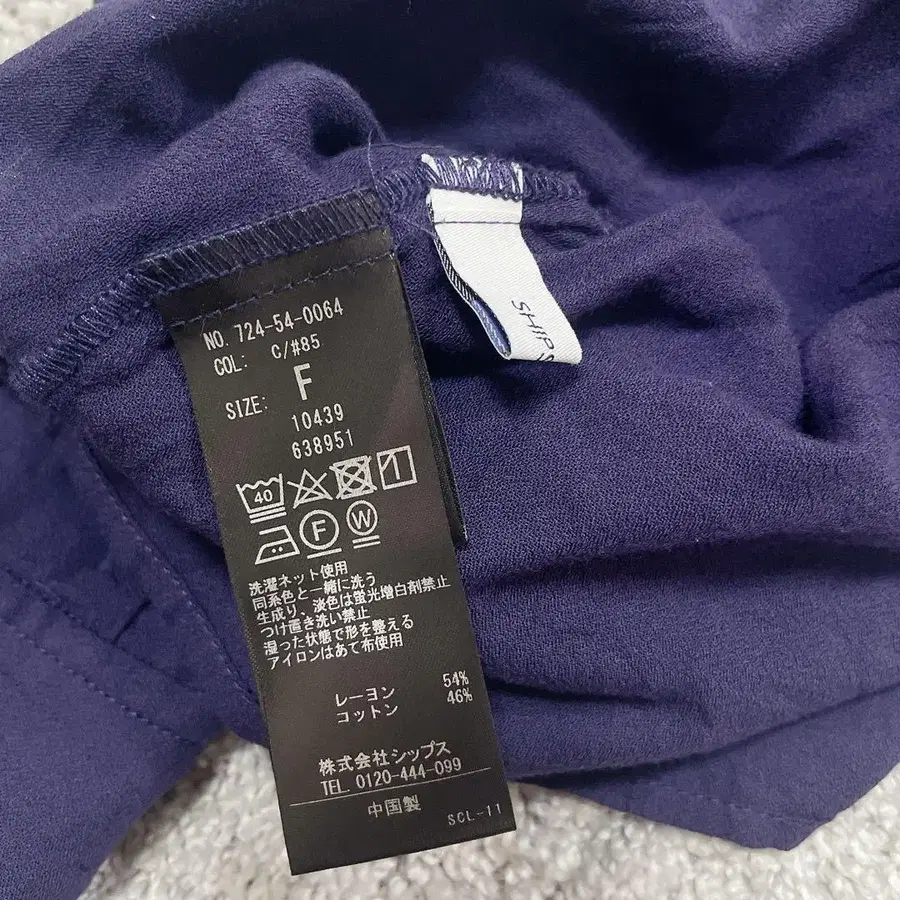 NO. 724-54-0064
COL: C/#85
SIZE: F
10439
638951
40
F
W
洗濯ネット使用
同系色と一緒に洗う
生成り、淡色は蛍光増白剤禁止
つけ置き洗い禁止
湿った状態で形を整える
アイロンはあて布使用
レーヨン 54%
コットン 46%
株式会社シップス
TEL 0120-444-099
中国製
SCL-11
SHIPS